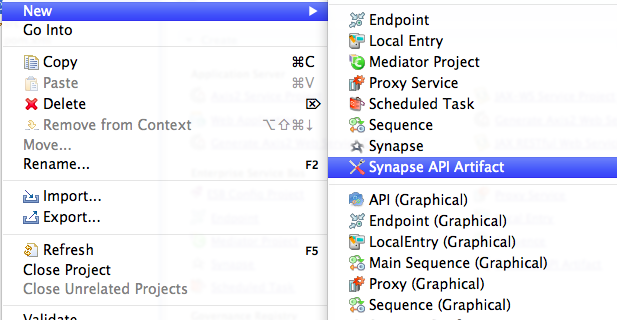 New
Go Into
Copy ⌘C
Paste ⌘V
Delete ⌦
Remove from Context ⌥⇧⌘↓
Move...
Rename... F2
Import...
Export...
Refresh F5
Close Project
Close Unrelated Projects
Validate
Endpoint
Local Entry
Mediator Project
Proxy Service
Scheduled Task
Sequence
Synapse
Synapse API Artifact
API (Graphical)
Endpoint (Graphical)
LocalEntry (Graphical)
Main Sequence (Graphical)
Proxy (Graphical)
Sequence (Graphical)